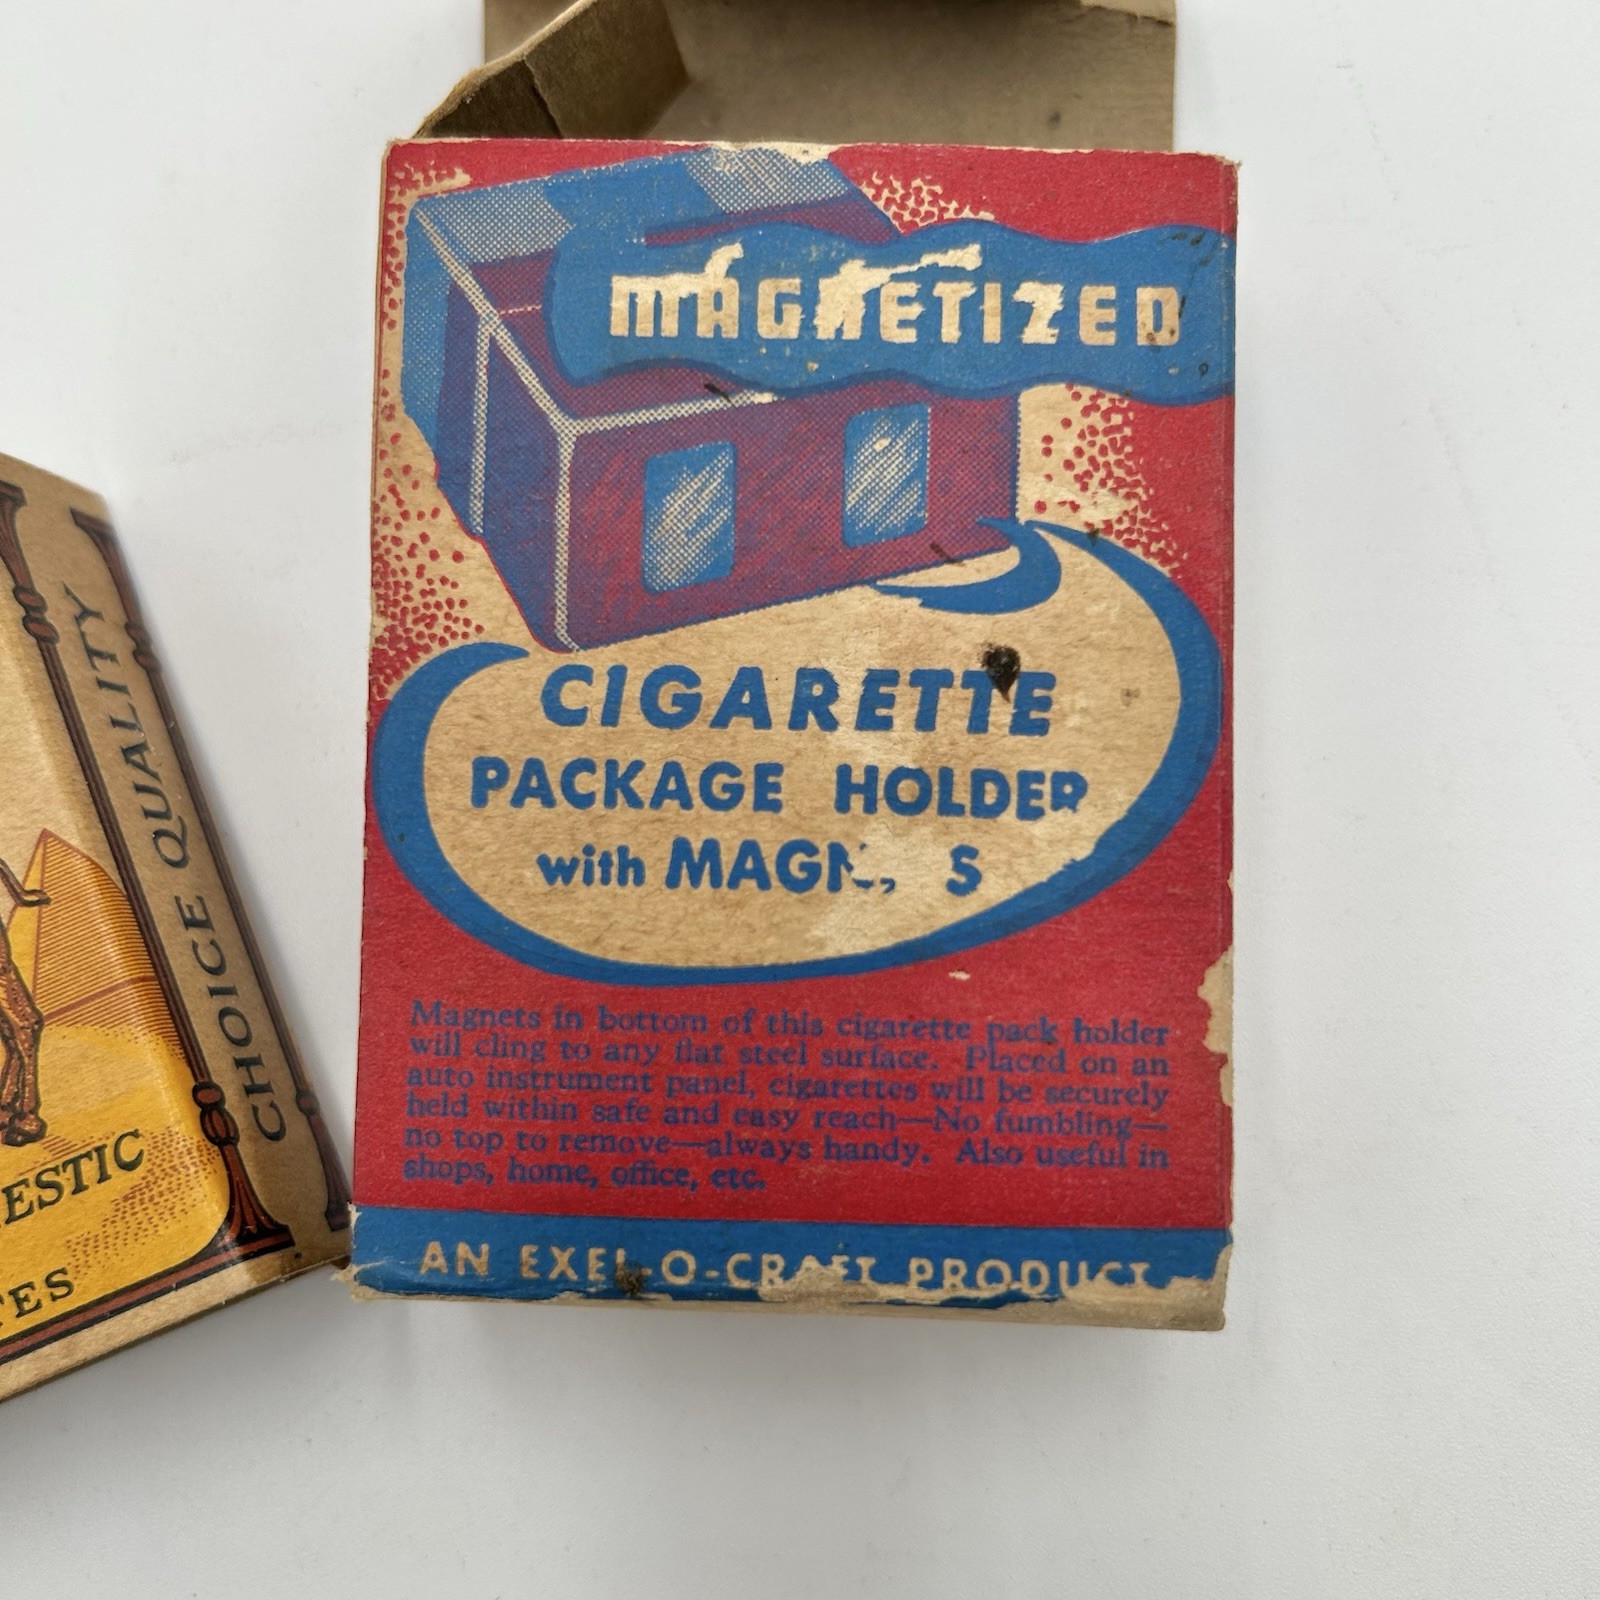 MAGNETIZED
CIGARETTE
PACKAGE HOLDER
with
Magnets in bottom of this cigarette pack holder
will cling to any flat steel surface. Placed on an
auto instrument panel, cigarettes will be securely
held within safe and easy reach—No fumbling—
no top to remove—always handy. Also useful in
shops, home, office, etc.
AN EXEL-O-CRAFT PRODUCT
CHOICE QUALITY